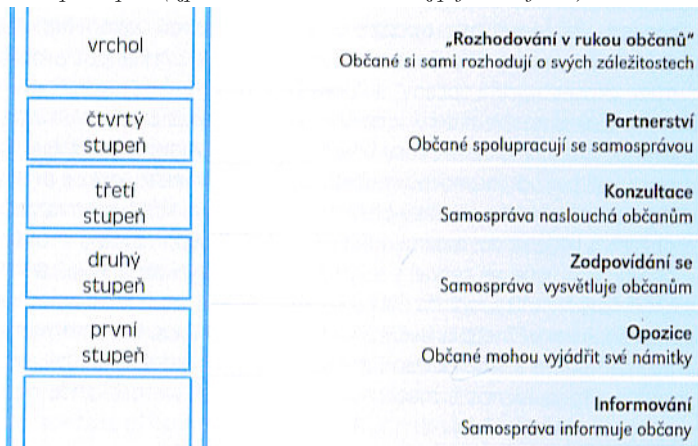 vrchol
„Rozhodování v rukou občanů“
Občané si sami rozhodují o svých záležitostech
čtvrtý
stupeň
Partnerství
Občané spolupracují se samosprávou
třetí
stupeň
Konzultace
Samospráva naslouchá občanům
druhý
stupeň
Zodpovídání se
Samospráva vysvětluje občanům
první
stupeň
Opozice
Občané mohou vyjádřit své námitky
Informování
Samospráva informuje občany